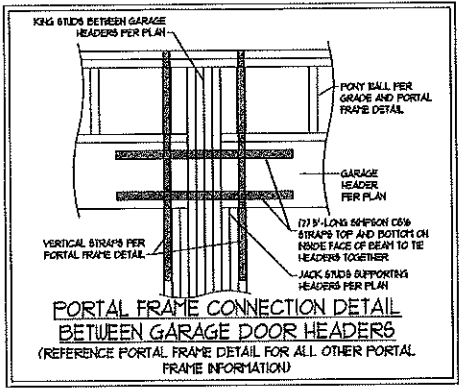 KING STUDS BETWEEN GARAGE
HEADERS PER PLAN
PONY WALL PER
GRADE AND PORTAL
FRAME DETAIL
GARAGE
HEADER
PER PLAN
(2) 5'-LONG SIMPSON CS16
STRAPS TOP AND BOTTOM ON
INSIDE FACE OF BEAM TO TIE
HEADERS TOGETHER
VERTICAL STRAPS PER
PORTAL FRAME DETAIL
JACK STUDS SUPPORTING
HEADERS PER PLAN
PORTAL FRAME CONNECTION DETAIL
BETWEEN GARAGE DOOR HEADERS
(REFERENCE PORTAL FRAME DETAIL FOR ALL OTHER PORTAL
FRAME INFORMATION)